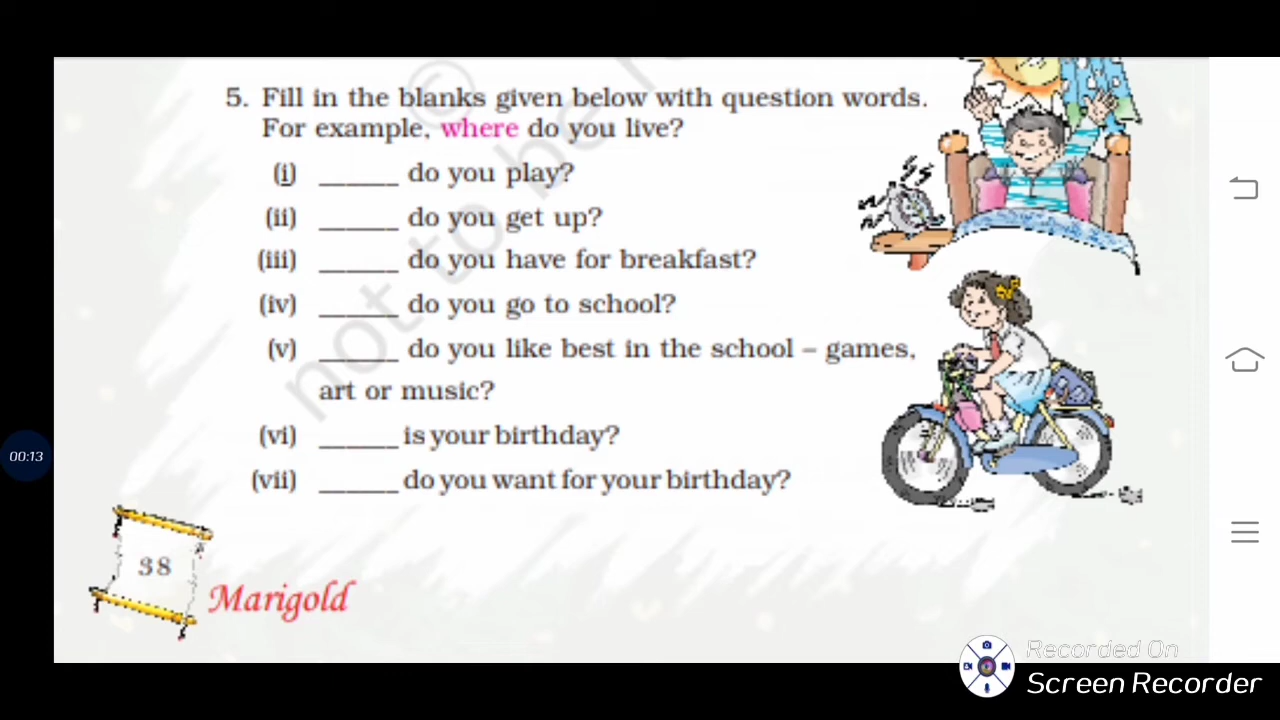 5. Fill in the blanks given below with question words.
For example, where do you live?
(i) ______ do you play?
(ii) ______ do you get up?
(iii) ______ do you have for breakfast?
(iv) ______ do you go to school?
(v) ______ do you like best in the school – games,
art or music?
(vi) ______ is your birthday?
(vii) ______ do you want for your birthday?
00:13
38
Marigold
© not to be
Recorded On
Screen Recorder